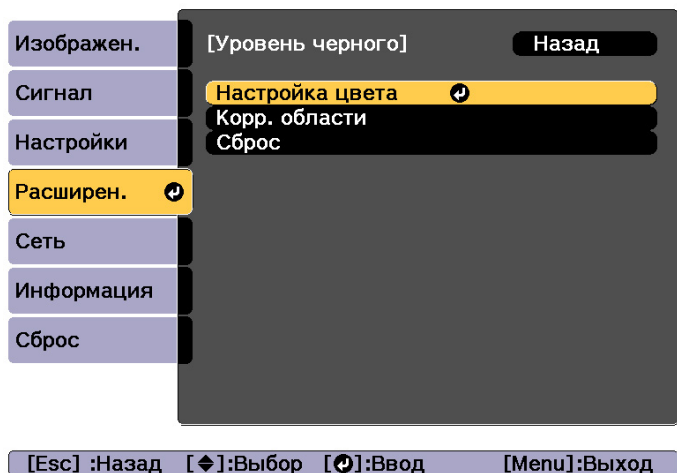 Изображен.
Сигнал
Настройки
Расширен.
Сеть
Информация
Сброс
[Уровень черного] Назад
Настройка цвета
Корр. области
Сброс
[Esc] :Назад [◆]:Выбор [↵]:Ввод [Menu]:Выход